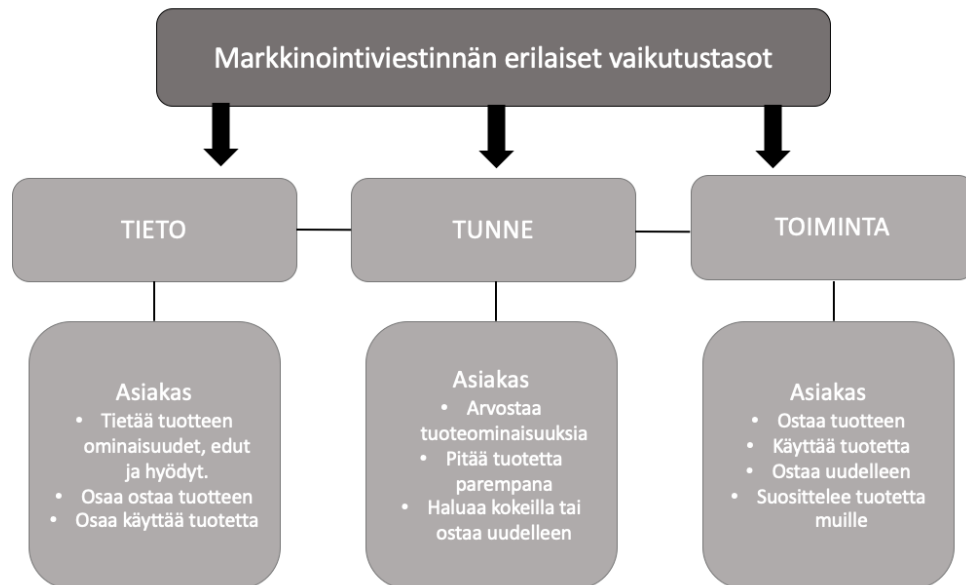 Markkinointiviestinnän erilaiset vaikutustasot
TIETO
TUNNE
TOIMINTA
Asiakas
• Tietää tuotteen
ominaisuudet, edut
ja hyödyt.
• Osaa ostaa tuotteen
• Osaa käyttää tuotetta
Asiakas
• Arvostaa
tuoteominaisuuksia
• Pitää tuotetta
parempana
• Haluaa kokeilla tai
ostaa uudelleen
Asiakas
• Ostaa tuotteen
• Käyttää tuotetta
• Ostaa uudelleen
• Suosittelee tuotetta
muille